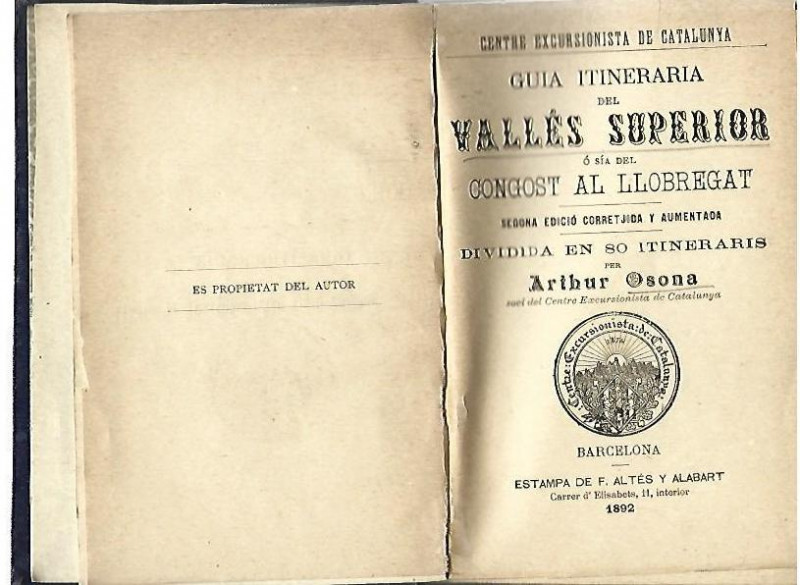 ES PROPIETAT DEL AUTOR
CENTRE EXCURSIONISTA DE CATALUNYA
GUIA ITINERARIA
DEL
VALLÉS SUPERIOR
Ó SÍA DEL
CONGOST AL LLOBREGAT
SEGONA EDICIÓ CORRETJIDA Y AUMENTADA
DIVIDIDA EN 80 ITINERARIS
PER
Arthur Osona
soci del Centre Excursionista de Catalunya
Centre:Excursionista:de:Catalunya:
BARCELONA
ESTAMPA DE F. ALTÉS Y ALABART
Carrer d' Elisabets, 11, interior
1892